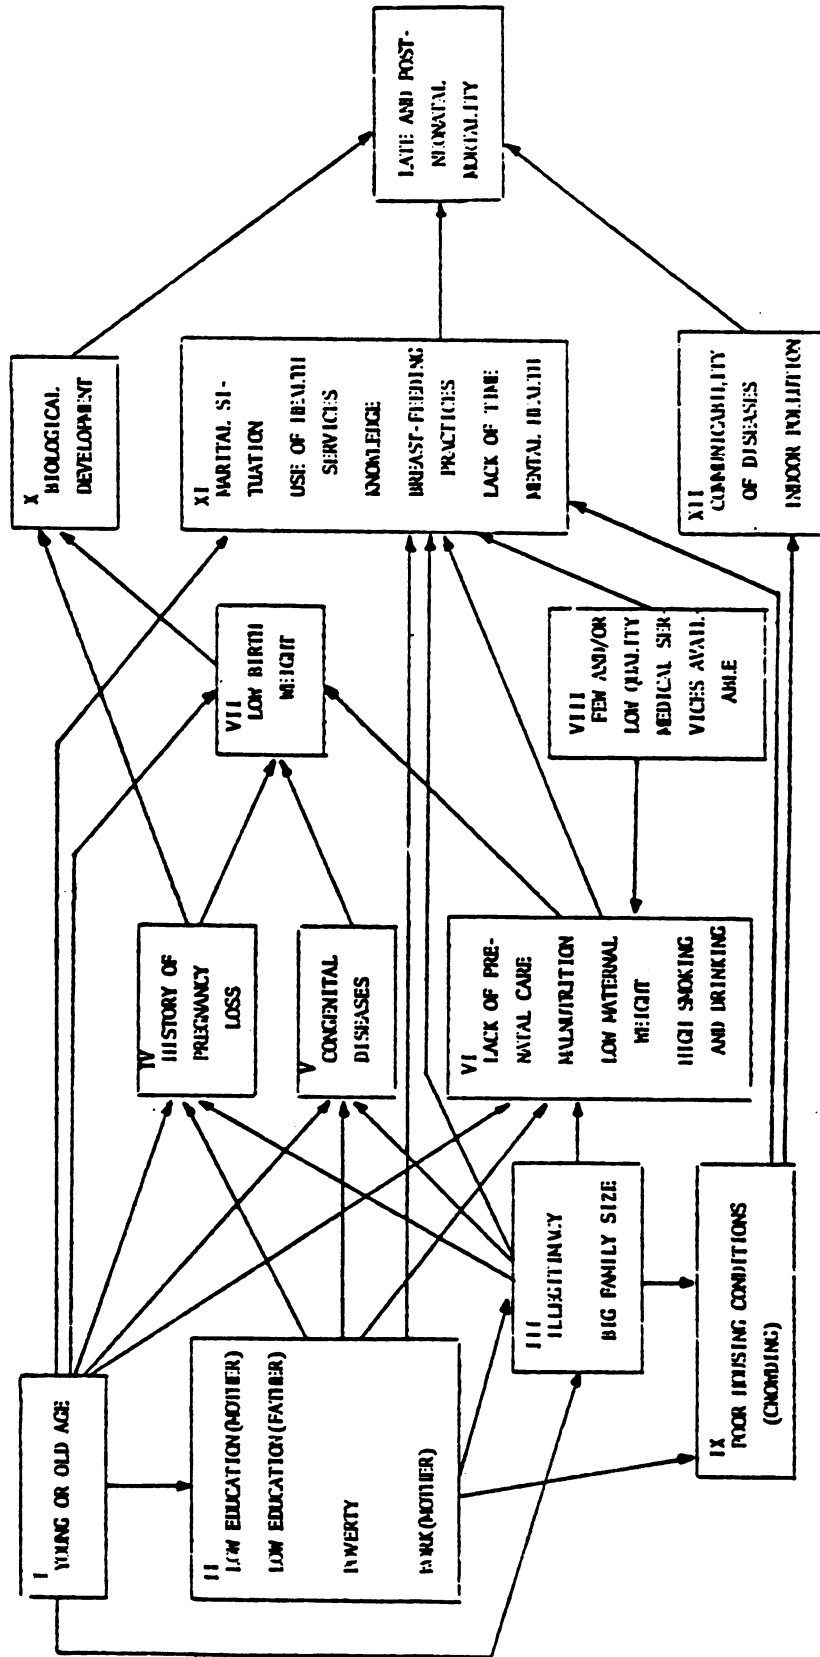 I
YOUNG OR OLD AGE
II
LOW EDUCATION(MOTHER)
LOW EDUCATION(FATHER)
POVERTY
WORK(MOTHER)
III
ILLEGITIMACY
BIG FAMILY SIZE
IX
POOR HOUSING CONDITIONS
(CROWDING)
IV
HISTORY OF
PREGNANCY
LOSS
V
CONGENITAL
DISEASES
VI
LACK OF PRE-
NATAL CARE
MALNUTRITION
LOW MATERNAL
WEIGHT
HIGH SMOKING
AND DRINKING
VII
LOW BIRTH
WEIGHT
VIII
FEW AND/OR
LOW QUALITY
MEDICAL SER
VICES AVAIL.
ABLE
X
BIOLOGICAL
DEVELOPMENT
XI
MARITAL SI-
TUATION
USE OF HEALTH
SERVICES
KNOWLEDGE
BREAST-FEEDING
PRACTICES
LACK OF TIME
MENTAL HEALTH
XII
COMMUNICABILITY
OF DISEASES
INDOOR POLLUTION
LATE AND POST-
NEONATAL
MORTALITY